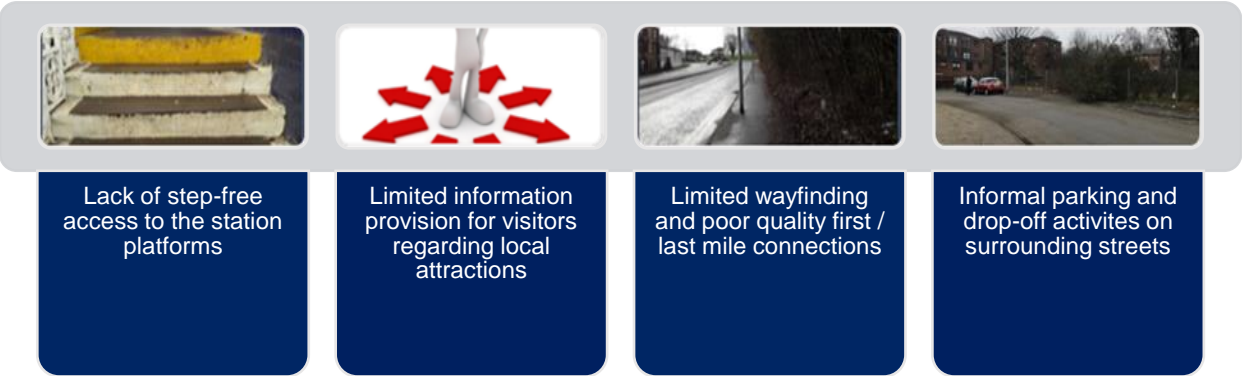 Lack of step-free
access to the station
platforms
Limited information
provision for visitors
regarding local
attractions
Limited wayfinding
and poor quality first /
last mile connections
Informal parking and
drop-off activites on
surrounding streets